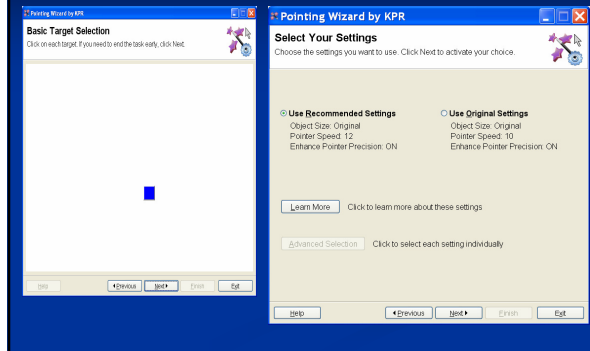 Pointing Wizard by KPR
Basic Target Selection
Click on each target. If you need to end the task early, click Next.
Help
Previous
Next
Finish
Exit
Pointing Wizard by KPR
Select Your Settings
Choose the settings you want to use. Click Next to activate your choice.
Use Recommended Settings
Object Size: Original
Pointer Speed: 12
Enhance Pointer Precision: ON
Use Original Settings
Object Size: Original
Pointer Speed: 10
Enhance Pointer Precision: ON
Learn More Click to learn more about these settings
Advanced Selection Click to select each setting individually
Help
Previous
Next
Finish
Exit